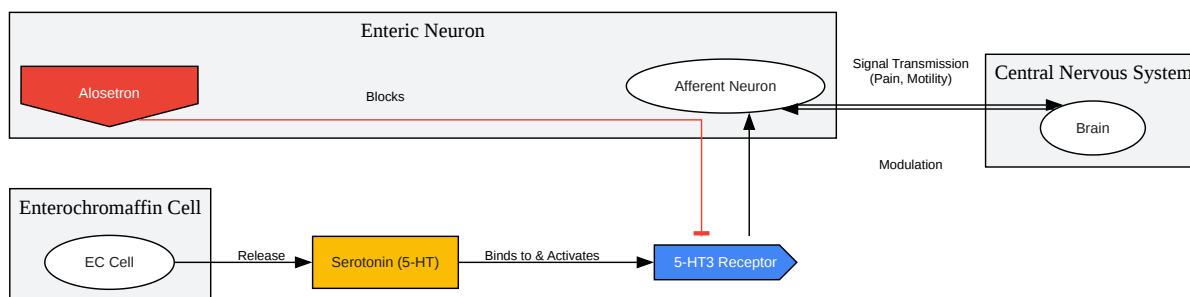 Enteric Neuron
Alosetron
Blocks
Afferent Neuron
Signal Transmission
(Pain, Motility)
Central Nervous System
Brain
Modulation
Enterochromaffin Cell
EC Cell
Release
Serotonin (5-HT)
Binds to & Activates
5-HT3 Receptor